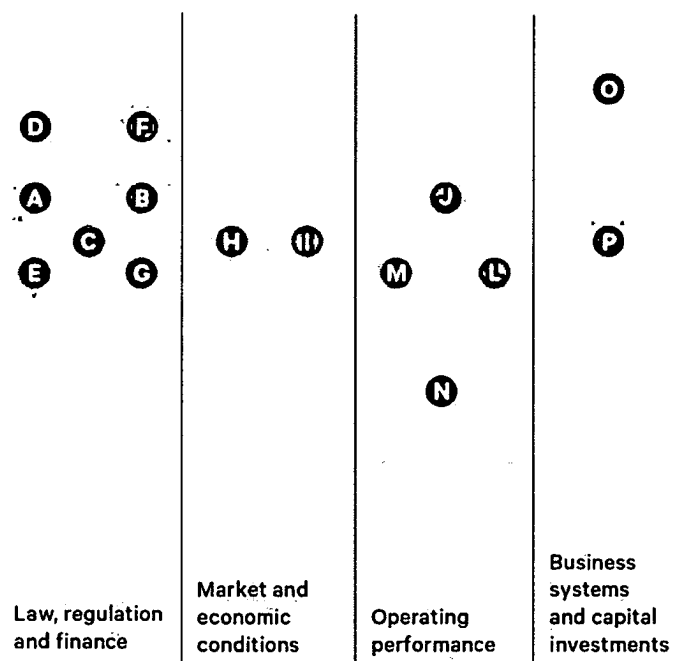 O
D F
A B J
C H I P
E G M L
N
Law, regulation
and finance
Market and
economic
conditions
Operating
performance
Business
systems
and capital
investments